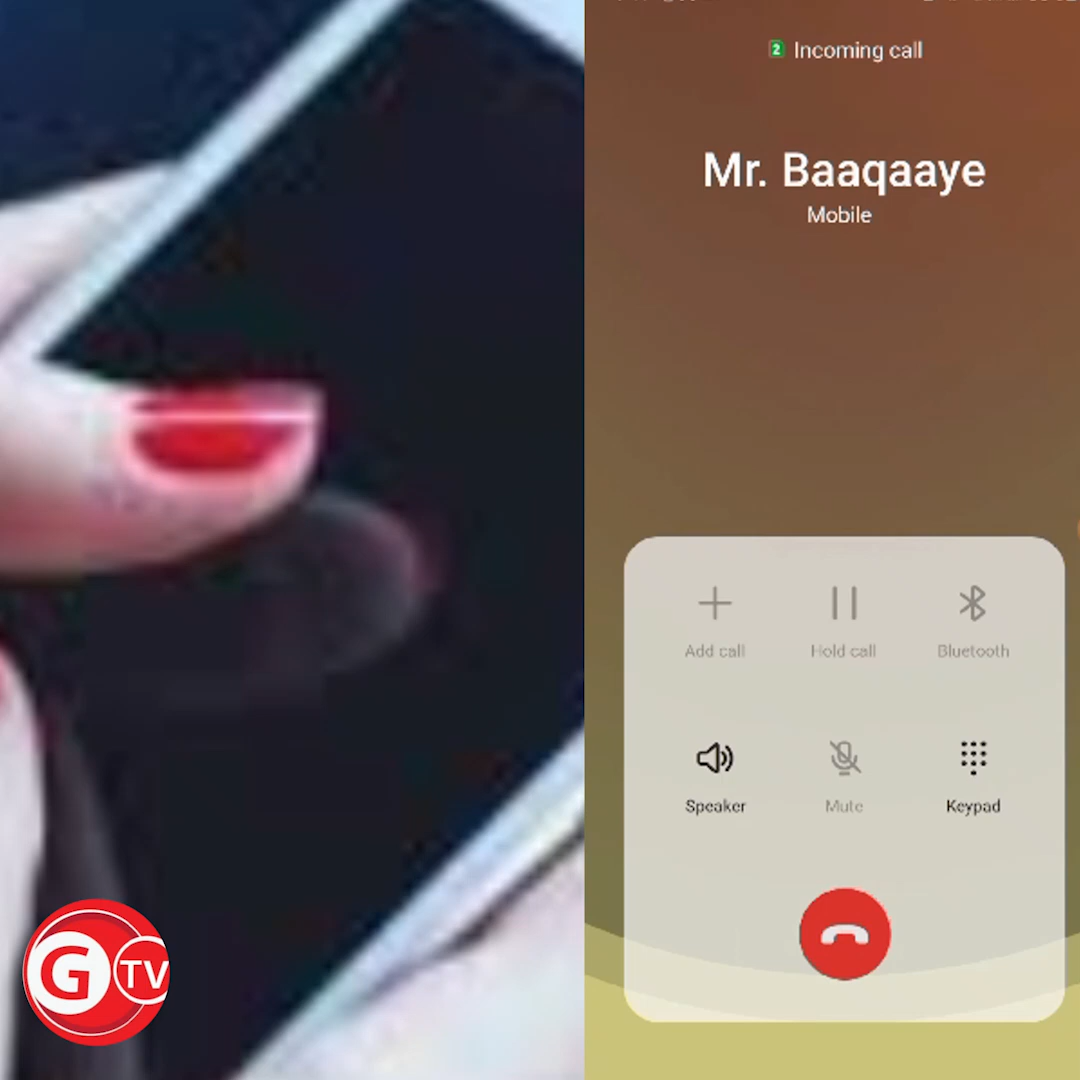 2 Incoming call
Mr. Baaqaaye
Mobile
Add call
Hold call
Bluetooth
Speaker
Mute
Keypad
G TV